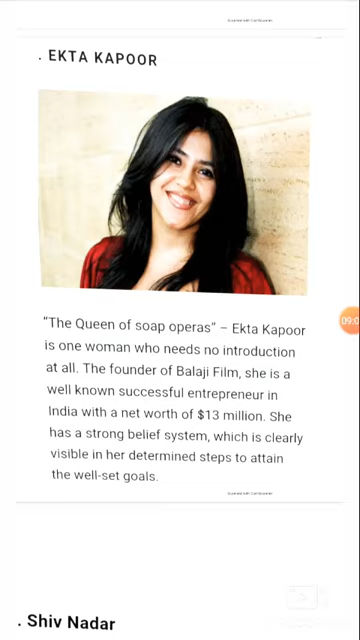 . EKTA KAPOOR
“The Queen of soap operas” – Ekta Kapoor
is one woman who needs no introduction
at all. The founder of Balaji Film, she is a
well known successful entrepreneur in
India with a net worth of $13 million. She
has a strong belief system, which is clearly
visible in her determined steps to attain
the well-set goals.
09:0
. Shiv Nadar